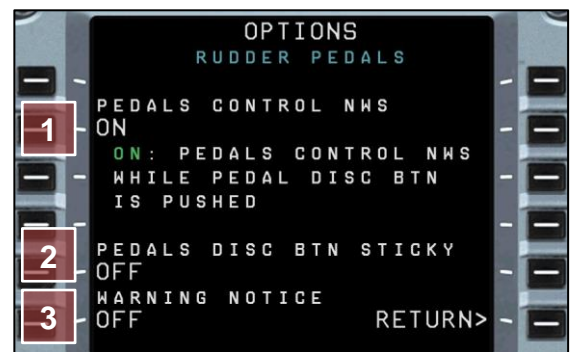 OPTIONS
RUDDER PEDALS
PEDALS CONTROL NWS
1
ON
ON: PEDALS CONTROL NWS
WHILE PEDAL DISC BTN
IS PUSHED
2
PEDALS DISC BTN STICKY
OFF
WARNING NOTICE
3
OFF RETURN>